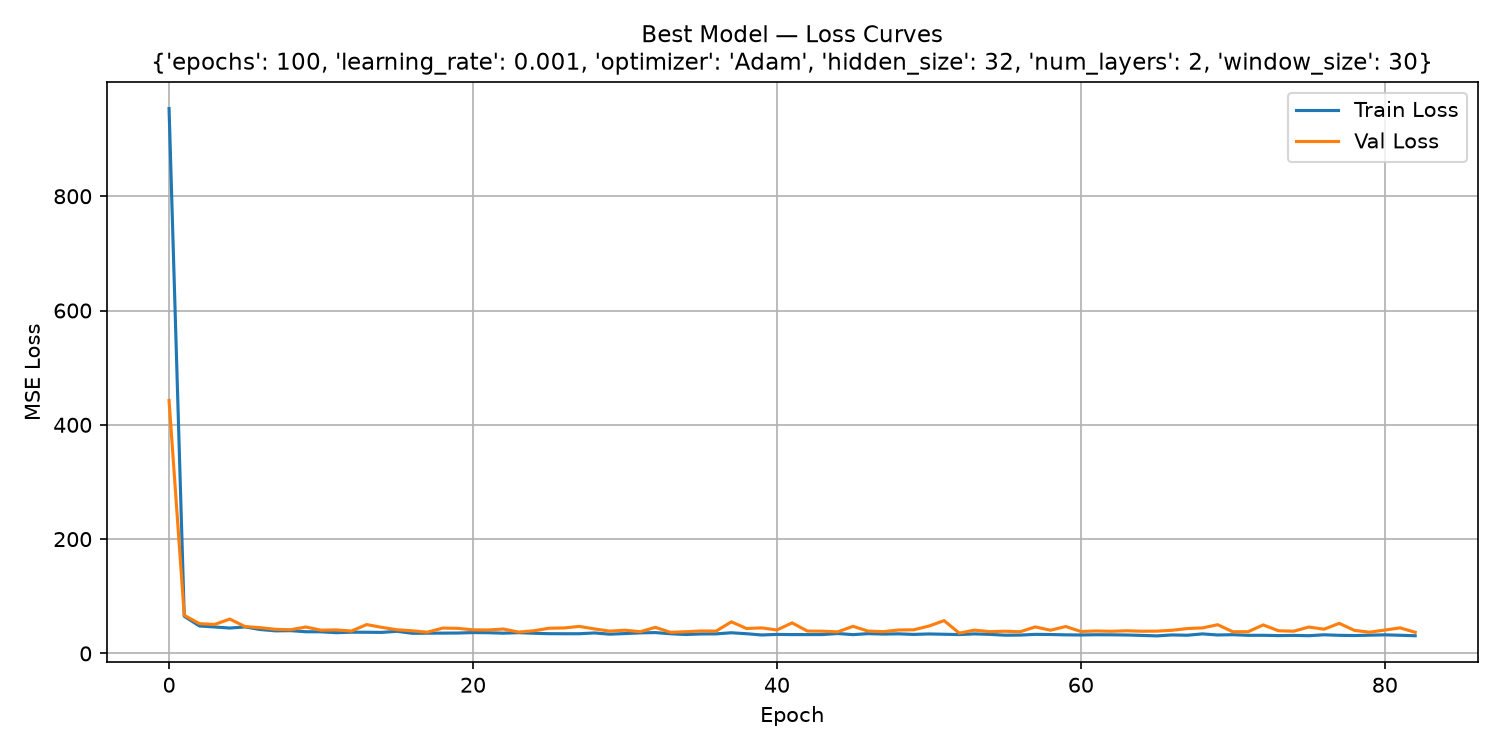 Best Model — Loss Curves
{'epochs': 100, 'learning_rate': 0.001, 'optimizer': 'Adam', 'hidden_size': 32, 'num_layers': 2, 'window_size': 30}
Train Loss
Val Loss
MSE Loss
800
600
400
200
0
0 20 40 60 80
Epoch